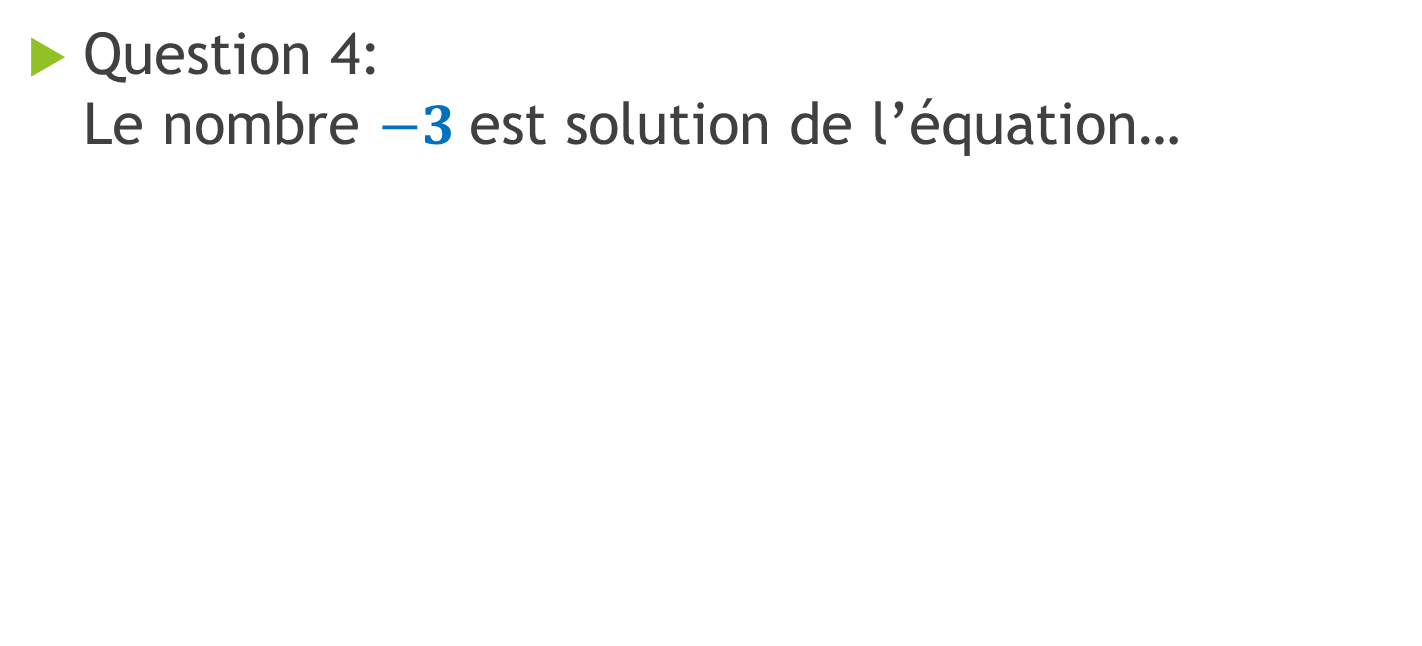 Question 4:
Le nombre −3 est solution de l’équation…